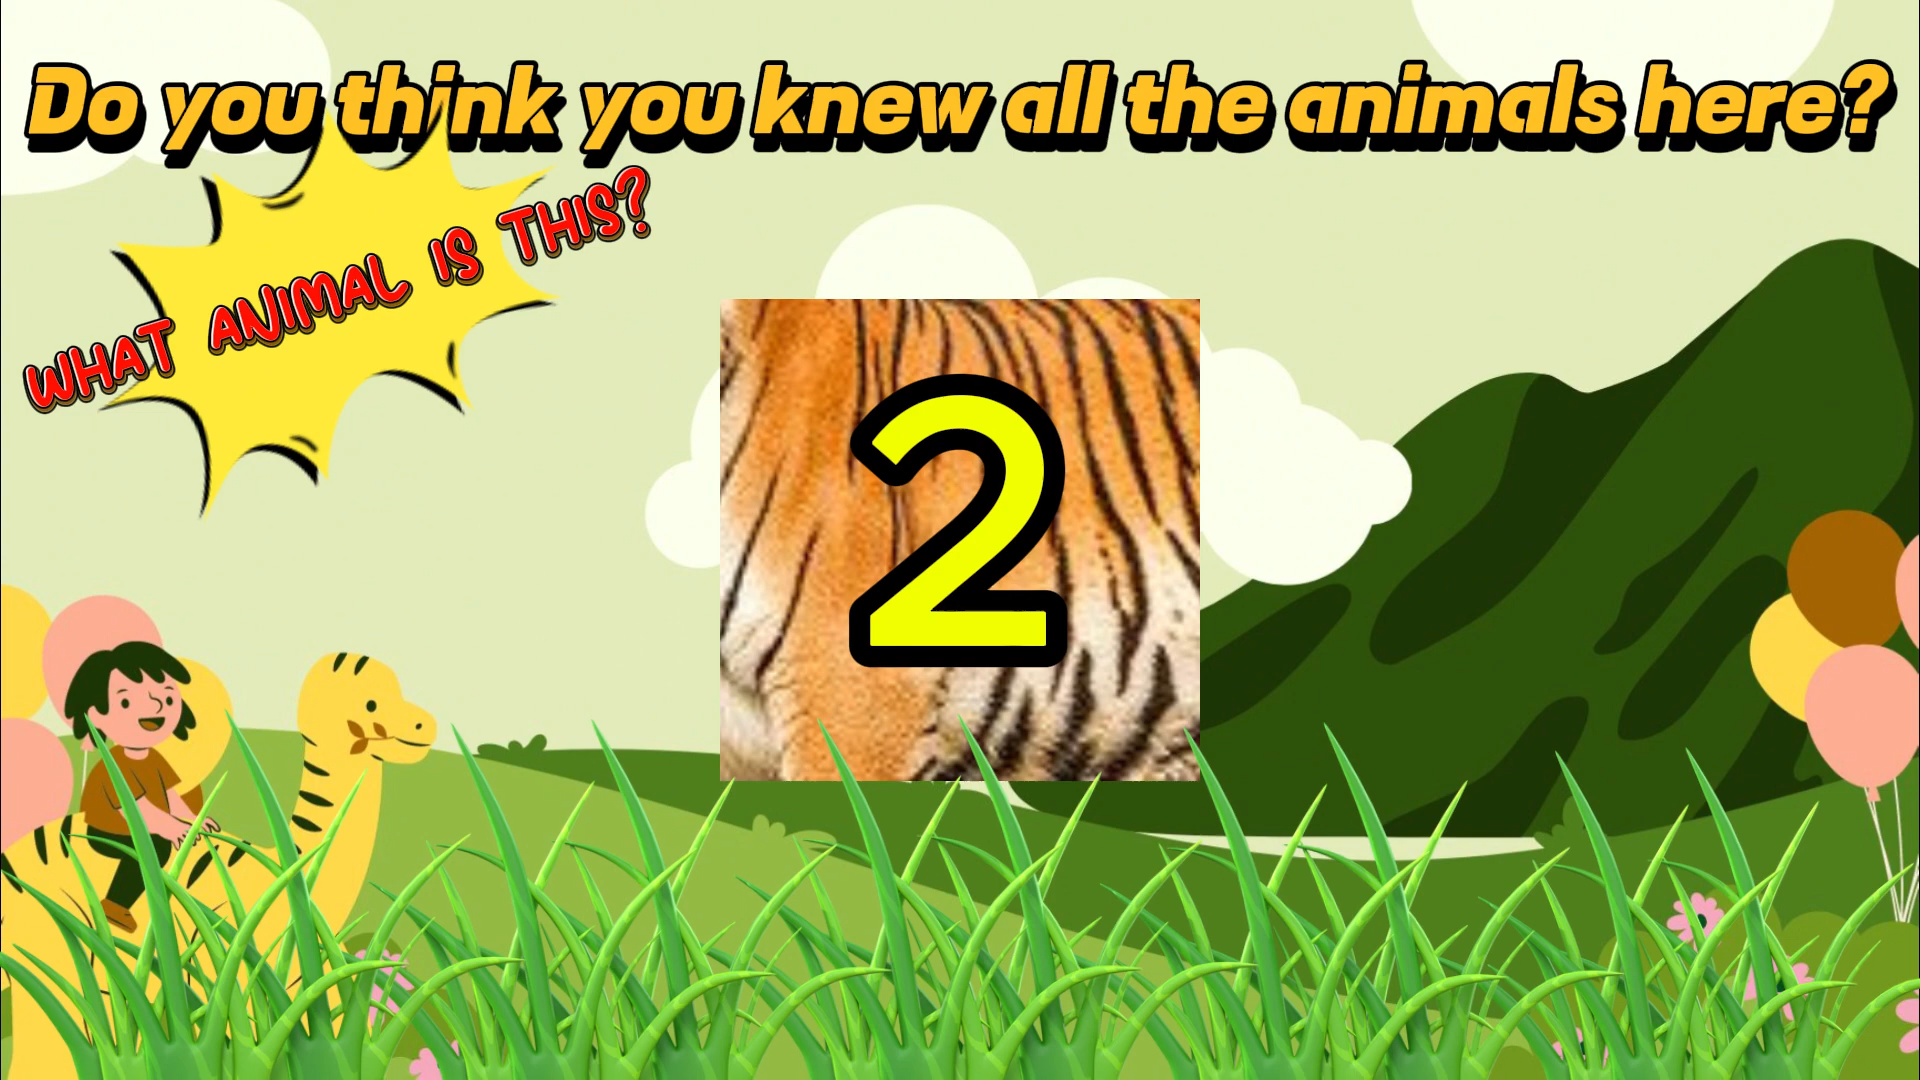 Do you think you knew all the animals here?
WHAT ANIMAL IS THIS?
2